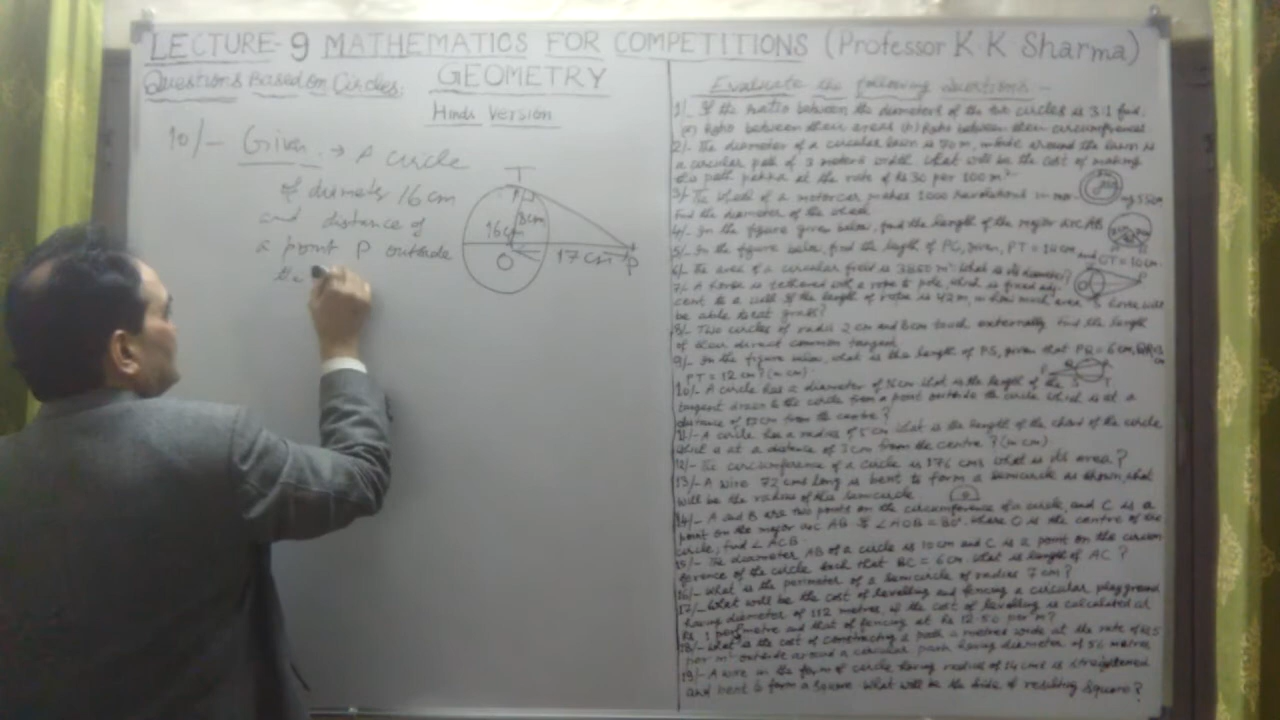 LECTURE-9 MATHEMATICS FOR COMPETITIONS (Professor K K Sharma)
Questions Based on Circles:
GEOMETRY
Hindi Version
10/- Given → A circle
of diameter 16 cm
and distance of
a point P outside
the
T
8cm
16c
17 cm
O
P
Evaluate the following Questions -
1/- If the ratio between the diameters of the two circles is 3:1 find,
(a) Ratio between their areas (b) Ratio between their circumferences
2/- The diameter of a circular lawn is 70 m, inside around the lawn is
a circular path of 3 meters width. What will be the cost of making
this path pakka at the rate of Rs 30 per 100 m²
3/- The wheel of a motorcar makes 1000 revolutions in
Find the diameter of the wheel
4/- In the figure given below, find the length of the major arc AB
5/- In the figure below, find the length of PC, given, PT = 14 cm, and OT = 10 cm.
6/- The area of a circular field is 3850 m² What is its diameter?
7/- A horse is tethered with a rope to pole, which is fixed
cent to a wall If the length of rope is 42 m, in how much area horse will
be able to eat grass?
8/- Two circles of radii 2 cm and 8 cm touch externally Find the length
of their direct common tangent
9/- In the figure below, what is the length of PS, given that PQ = 6 cm,
PT = 12 cm? (in cm)
10/- A circle has a diameter of 16 cm what is the length of the
tangent drawn to the circle from a point outside the circle which is at a
distance of 17 cm from the centre?
11/- A circle has a radius of 5 cm What is the length of the chord of the circle
which is at a distance of 3 cm from the centre? (in cm)
12/- The circumference of a circle is 176 cms What is its area?
13/- A wire 72 cms long is bent to form a semicircle as shown, what
will be the radius of this semicircle
14/- A and B are two points on the circumference of a circle, and C is a
point on the major arc AB If ∠AOB = 80°. Where O is the centre of the
circle; find ∠ACB.
15/- The diameter AB of a circle is 10 cm and C is a point on the circum
ference of the circle such that BC = 6 cm What is length of AC?
16/- What is the perimeter of a semicircle of radius 7 cm?
17/- What will be the cost of levelling and fencing a circular playground
having diameter of 112 metres, if the cost of levelling is calculated at
Rs. 1 per metre and that of fencing at Rs 12.50 per m?
18/- What is the cost of constructing a path metres wide at the rate of Rs 5
per m² outside around a circular park having diameter of 56 metres
19/- A wire in the form of circle having radius of 14 cms is straightened
and bent to form a square What will be the side of resulting square?